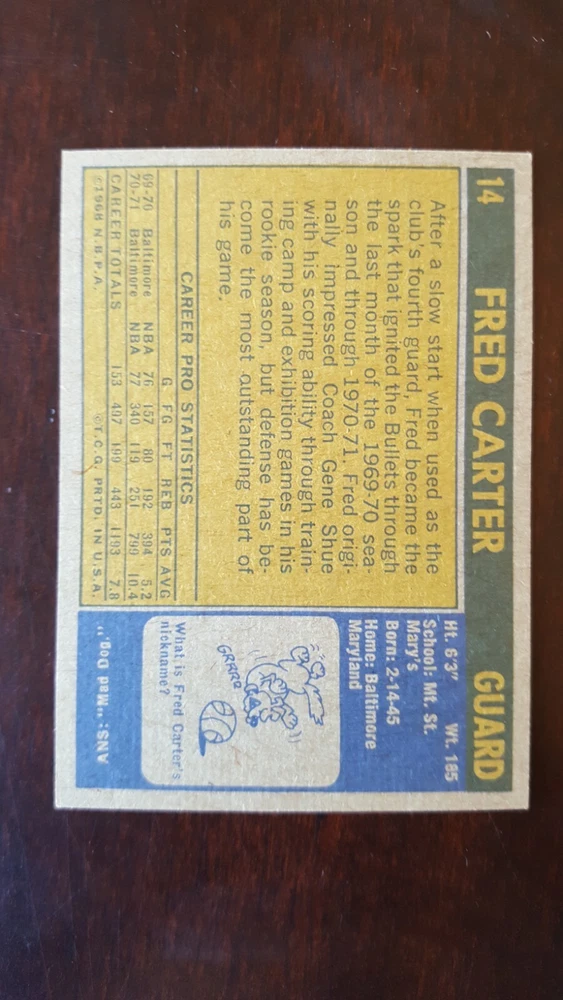 14 FRED CARTER GUARD
After a slow start when used as the
club's fourth guard, Fred became the
spark that ignited the Bullets through
the last month of the 1969-70 sea-
son and through 1970-71. Fred origi-
nally impressed Coach Gene Shue
with his scoring ability through train-
ing camp and exhibition games in his
rookie season, but defense has be-
come the most outstanding part of
his game.
CAREER PRO STATISTICS
G FG FT REB PTS AVG
69-70 Baltimore NBA 76 157 80 192 394 5.2
70-71 Baltimore NBA 77 340 119 251 799 10.4
CAREER TOTALS 153 497 199 443 1193 7.8
©1968 N.B.P.A. ©T.C.G. PRTD. IN U.S.A.
Ht. 6'3" Wt. 185
School: Mt. St.
Mary's
Born: 2-14-45
Home: Baltimore
Maryland
GRRRR
What is Fred Carter's
nickname?
ANS: "Mad Dog."